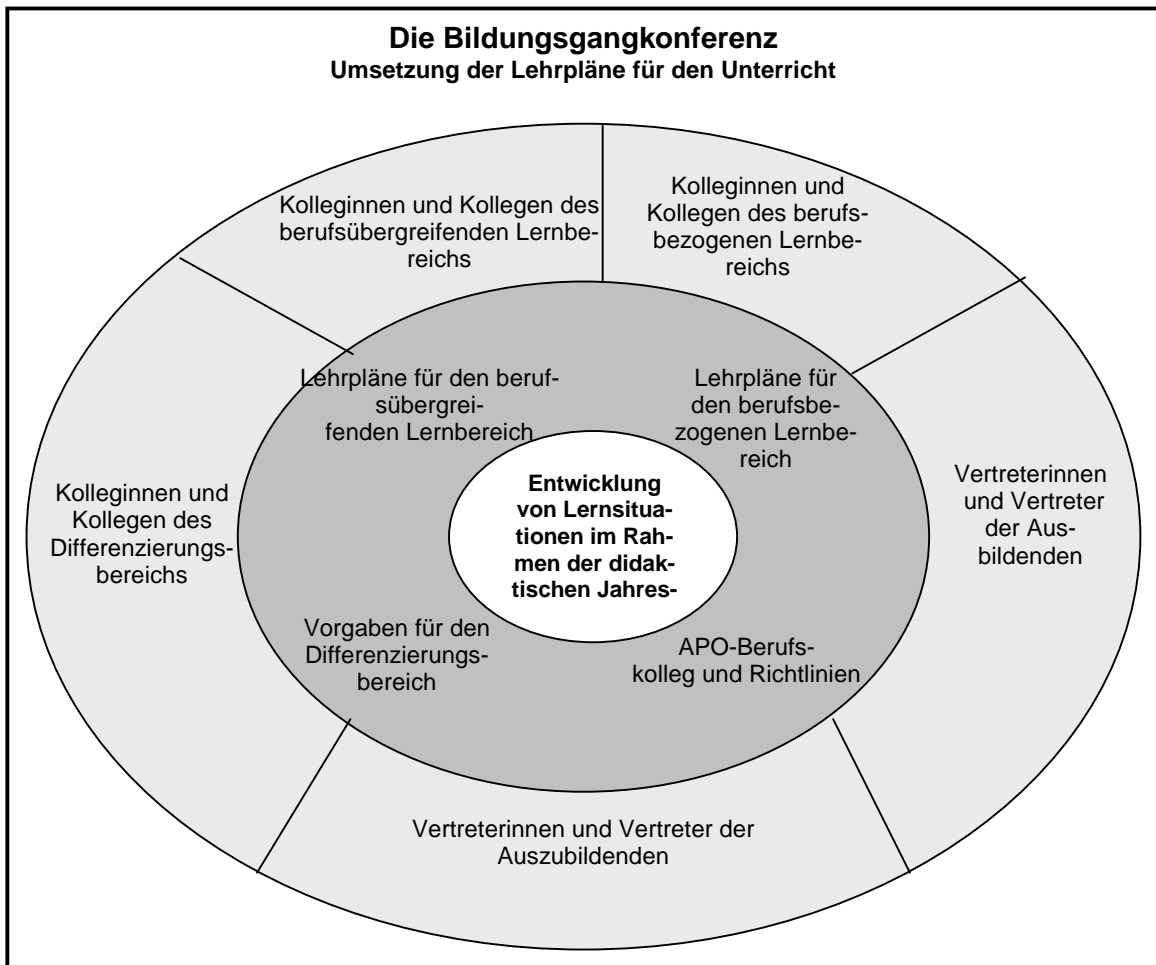 Die Bildungsgangkonferenz
Umsetzung der Lehrpläne für den Unterricht
Kolleginnen und Kollegen des
berufsübergreifenden Lernbe-
reichs
Kolleginnen und
Kollegen des berufs-
bezogenen Lernbe-
reichs
Lehrpläne für den beruf-
sübergrei-
fenden Lernbereich
Lehrpläne für
den berufsbe-
zogenen Lernbe-
reich
Kolleginnen und
Kollegen des
Differenzierungs-
bereichs
Entwicklung
von Lernsitua-
tionen im Rah-
men der didak-
tischen Jahres-
Vertreterinnen
und Vertreter
der Aus-
bildenden
Vorgaben für den
Differenzierungs-
bereich
APO-Berufs-
kolleg und Richtlinien
Vertreterinnen und Vertreter der
Auszubildenden